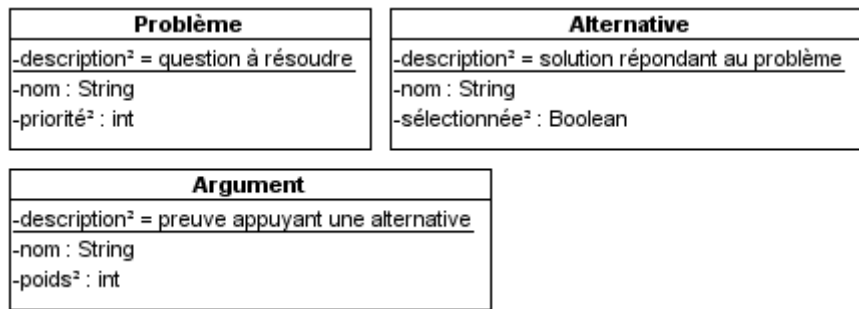 Problème
-description² = question à résoudre
-nom : String
-priorité² : int
Alternative
-description² = solution répondant au problème
-nom : String
-sélectionnée² : Boolean
Argument
-description² = preuve appuyant une alternative
-nom : String
-poids² : int